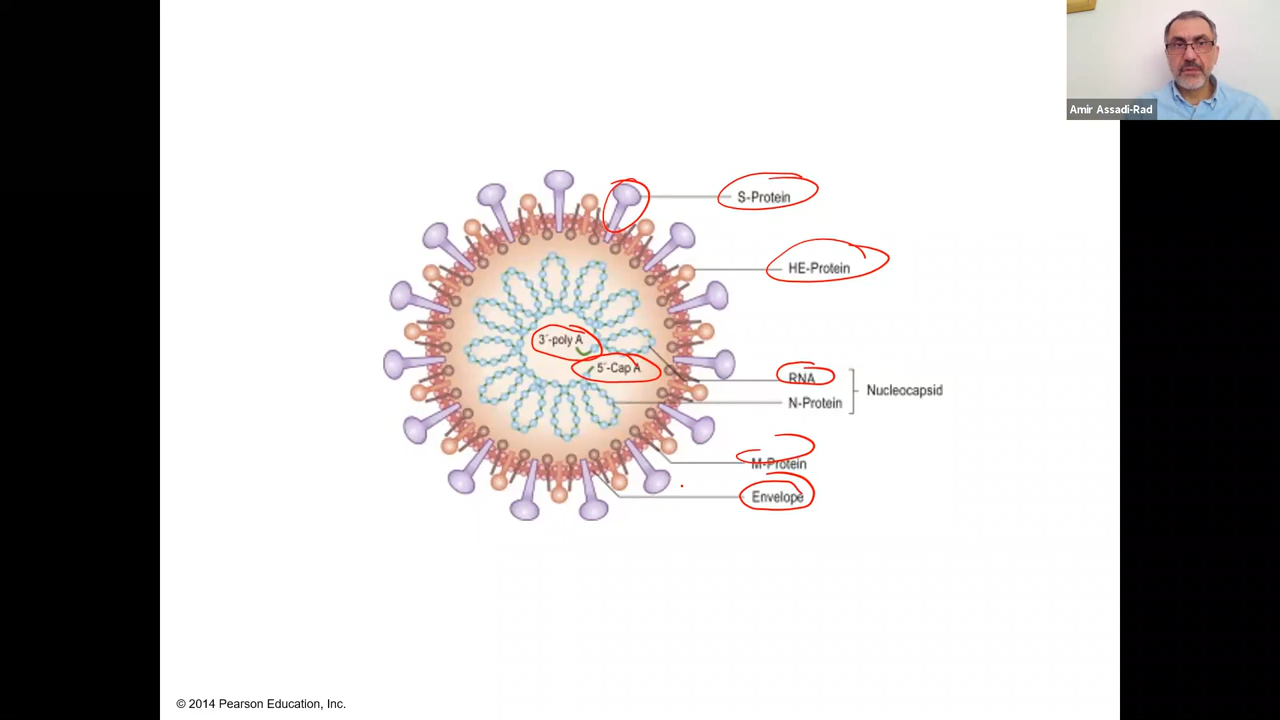 Amir Assadi-Rad
S-Protein
HE-Protein
3´-poly A
5´-Cap A
RNA
N-Protein
Nucleocapsid
M-Protein
Envelope
© 2014 Pearson Education, Inc.